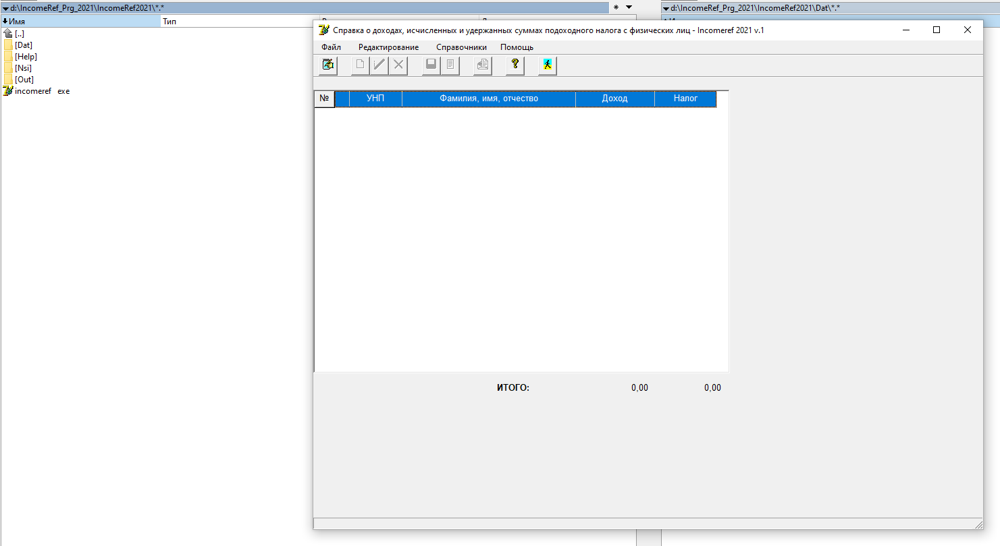 d:\IncomeRef_Prg_2021\IncomeRef2021\*.*
*
d:\IncomeRef_Prg_2021\IncomeRef2021\Dat\*.*
Имя
Тип
[..]
[Dat]
[Help]
[Nsi]
[Out]
incomeref exe
Справка о доходах, исчисленных и удержанных суммах подоходного налога с физических лиц - Incomeref 2021 v.1
Файл Редактирование Справочники Помощь
?
№ УНП Фамилия, имя, отчество Доход Налог
ИТОГО: 0,00 0,00